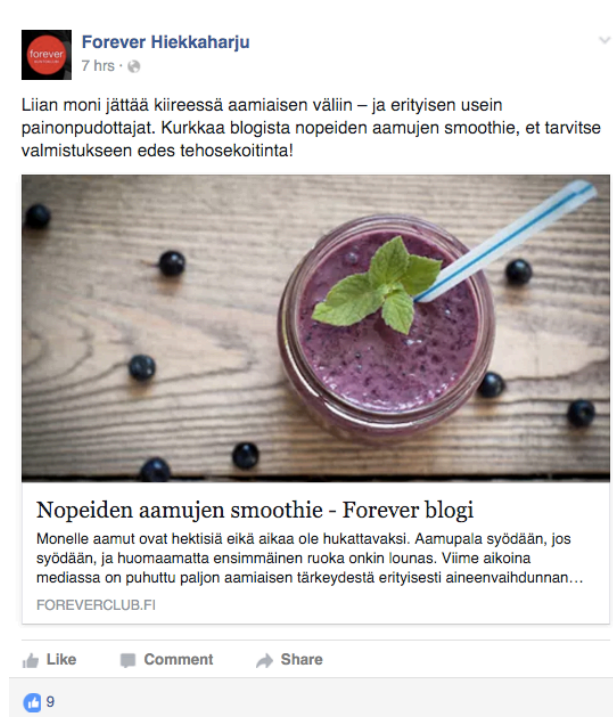 forever
Forever Hiekkaharju
7 hrs ·
Liian moni jättää kiireessä aamiaisen väliin – ja erityisen usein
painonpudottajat. Kurkkaa blogista nopeiden aamujen smoothie, et tarvitse
valmistukseen edes tehosekoitinta!
Nopeiden aamujen smoothie - Forever blogi
Monelle aamut ovat hektisiä eikä aikaa ole hukattavaksi. Aamupala syödään, jos
syödään, ja huomaamatta ensimmäinen ruoka onkin lounas. Viime aikoina
mediassa on puhuttu paljon aamiaisen tärkeydestä erityisesti aineenvaihdunnan…
FOREVERCLUB.FI
Like Comment Share
9